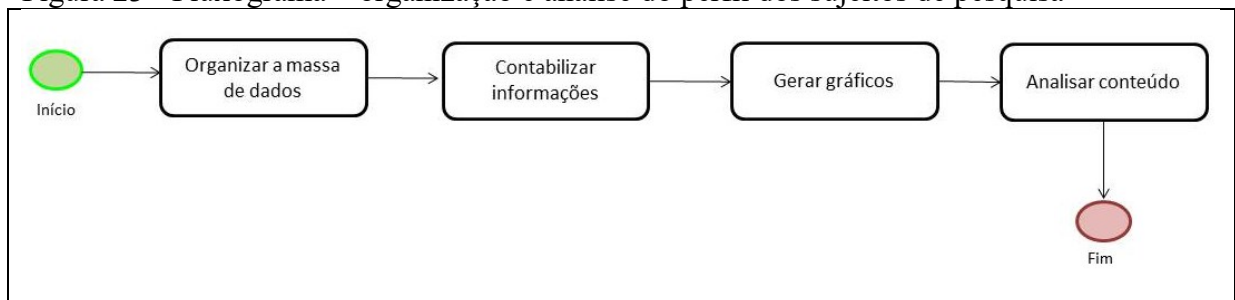 Início
Organizar a massa
de dados
Contabilizar
informações
Gerar gráficos
Analisar conteúdo
Fim